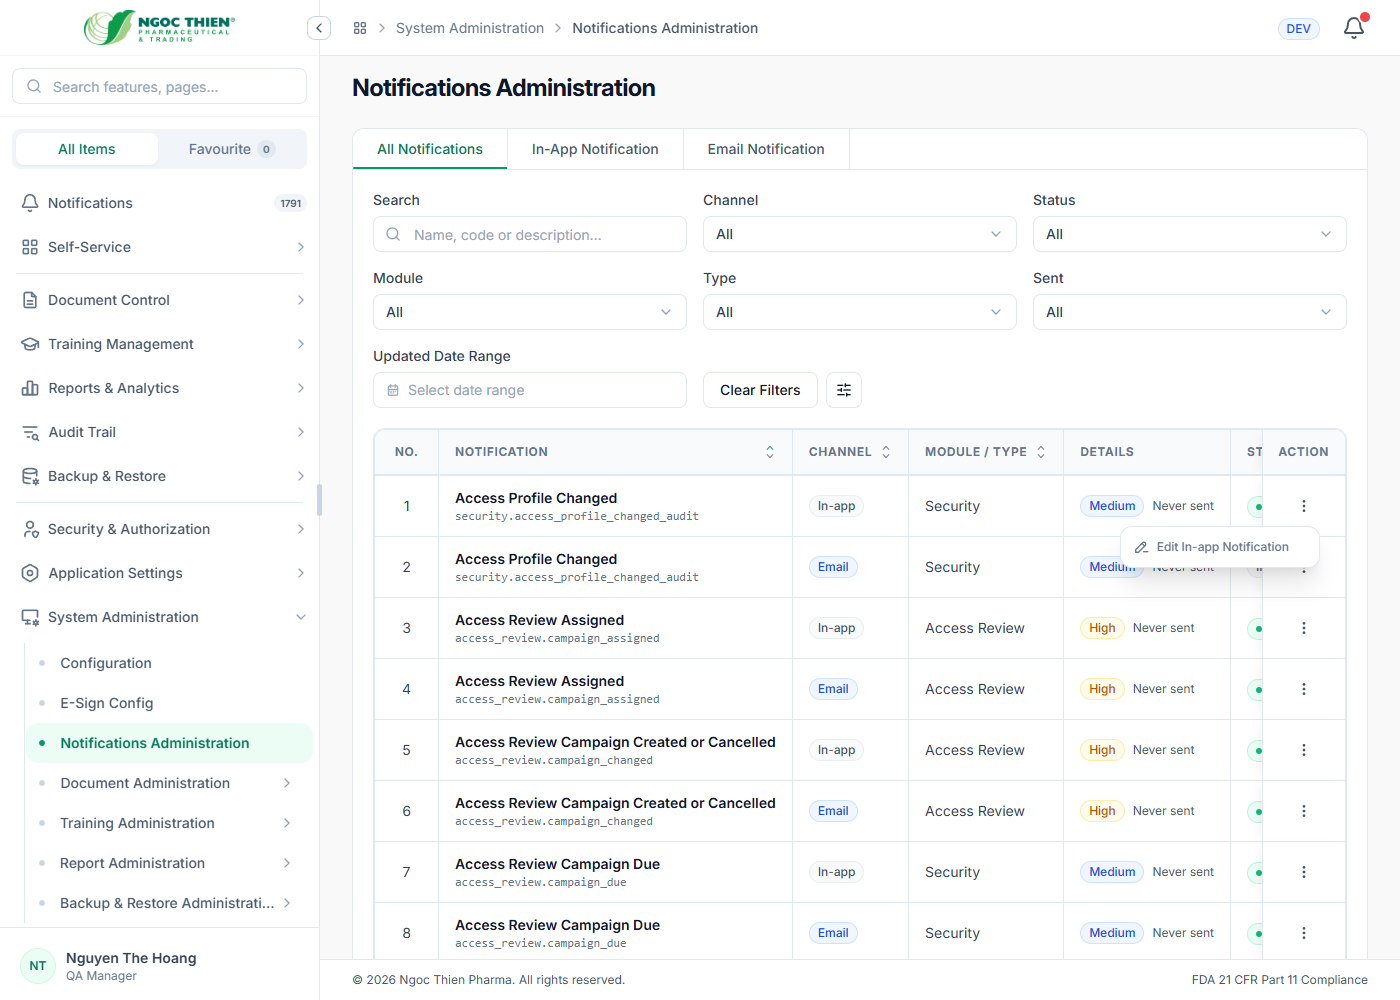 NGOC THIEN®
PHARMACEUTICAL
& TRADING
Search features, pages...
All Items
Favourite 0
Notifications 1791
Self-Service
Document Control
Training Management
Reports & Analytics
Audit Trail
Backup & Restore
Security & Authorization
Application Settings
System Administration
Configuration
E-Sign Config
Notifications Administration
Document Administration
Training Administration
Report Administration
Backup & Restore Administrati...
NT
Nguyen The Hoang
QA Manager
System Administration
Notifications Administration
DEV
Notifications Administration
All Notifications
In-App Notification
Email Notification
Search
Channel
Status
Name, code or description...
All
All
Module
Type
Sent
All
All
All
Updated Date Range
Select date range
Clear Filters
NO. NOTIFICATION CHANNEL MODULE / TYPE DETAILS ST ACTION
1 Access Profile Changed In-app Security Medium Never sent
security.access_profile_changed_audit
Edit In-app Notification
2 Access Profile Changed Email Security Medium Never sent
security.access_profile_changed_audit
3 Access Review Assigned In-app Access Review High Never sent
access_review.campaign_assigned
4 Access Review Assigned Email Access Review High Never sent
access_review.campaign_assigned
5 Access Review Campaign Created or Cancelled In-app Access Review High Never sent
access_review.campaign_changed
6 Access Review Campaign Created or Cancelled Email Access Review High Never sent
access_review.campaign_changed
7 Access Review Campaign Due In-app Security Medium Never sent
access_review.campaign_due
8 Access Review Campaign Due Email Security Medium Never sent
access_review.campaign_due
© 2026 Ngoc Thien Pharma. All rights reserved.
FDA 21 CFR Part 11 Compliance